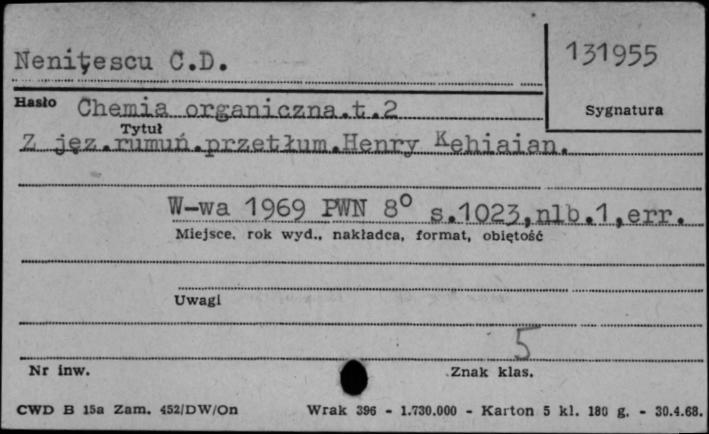 Neniţescu C.D.
131955
Hasło
Chemia organiczna.t.2
Sygnatura
Tytuł
Z jęz.rumuń.przetłum.Henry Kehiaian.
W-wa 1969 PWN 8° s.1023,nlb.1,err.
Miejsce, rok wyd., nakładca, format, obiętość
Uwagi
5
Nr inw.
Znak klas.
CWD B 15a Zam. 452/DW/On
Wrak 396 - 1.730.000 - Karton 5 kl. 180 g. - 30.4.68.